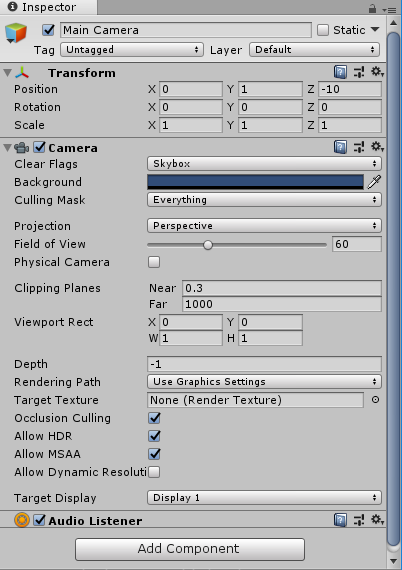 Inspector
Main Camera Static
Tag Untagged Layer Default
Transform
Position X 0 Y 1 Z -10
Rotation X 0 Y 0 Z 0
Scale X 1 Y 1 Z 1
Camera
Clear Flags Skybox
Background
Culling Mask Everything
Projection Perspective
Field of View 60
Physical Camera
Clipping Planes Near 0.3
Far 1000
Viewport Rect X 0 Y 0
W 1 H 1
Depth -1
Rendering Path Use Graphics Settings
Target Texture None (Render Texture)
Occlusion Culling
Allow HDR
Allow MSAA
Allow Dynamic Resoluti
Target Display Display 1
Audio Listener
Add Component